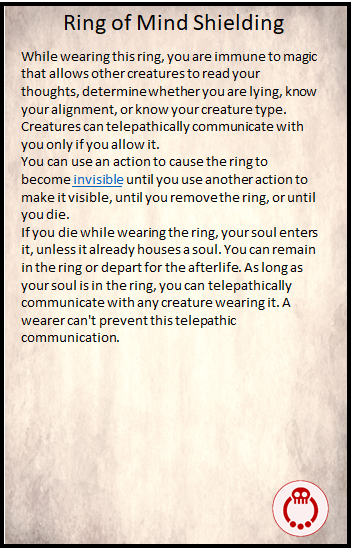 Ring of Mind Shielding
While wearing this ring, you are immune to magic
that allows other creatures to read your
thoughts, determine whether you are lying, know
your alignment, or know your creature type.
Creatures can telepathically communicate with
you only if you allow it.
You can use an action to cause the ring to
become invisible until you use another action to
make it visible, until you remove the ring, or until
you die.
If you die while wearing the ring, your soul enters
it, unless it already houses a soul. You can remain
in the ring or depart for the afterlife. As long as
your soul is in the ring, you can telepathically
communicate with any creature wearing it. A
wearer can't prevent this telepathic
communication.